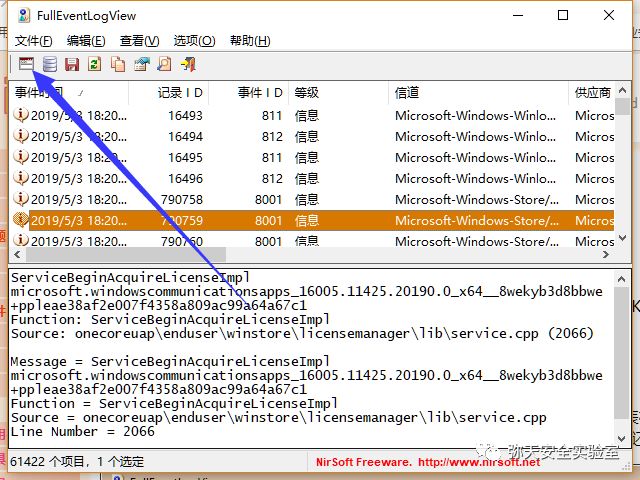 FullEventLogView
文件(F) 编辑(E) 查看(V) 选项(O) 帮助(H)
事件时间 记录 ID 事件 ID 等级 信道 供应商
2019/5/3 18:20... 16493 811 信息 Microsoft-Windows-Winlo... Micros
2019/5/3 18:20... 16494 812 信息 Microsoft-Windows-Winlo... Micros
2019/5/3 18:20... 16495 811 信息 Microsoft-Windows-Winlo... Micros
2019/5/3 18:20... 16496 812 信息 Microsoft-Windows-Winlo... Micros
2019/5/3 18:20... 790758 8001 信息 Microsoft-Windows-Store/... Micros
2019/5/3 18:20... 790759 8001 信息 Microsoft-Windows-Store/... Micros
2019/5/3 18:20... 790760 8001 信息 Microsoft-Windows-Store/... Micros
ServiceBeginAcquireLicenseImpl
microsoft.windowscommunicationsapps_16005.11425.20190.0_x64__8wekyb3d8bbwe
+ppleae38af2e007f4358a809ac99a64a67c1
Function: ServiceBeginAcquireLicenseImpl
Source: onecoreuap\enduser\winstore\licensemanager\lib\service.cpp (2066)
Message = ServiceBeginAcquireLicenseImpl
microsoft.windowscommunicationsapps_16005.11425.20190.0_x64__8wekyb3d8bbwe
+ppleae38af2e007f4358a809ac99a64a67c1
Function = ServiceBeginAcquireLicenseImpl
Source = onecoreuap\enduser\winstore\licensemanager\lib\service.cpp
Line Number = 2066
61422 个项目，1 个选定
NirSoft Freeware. http://www.nirsoft.net
弥天安全实验室